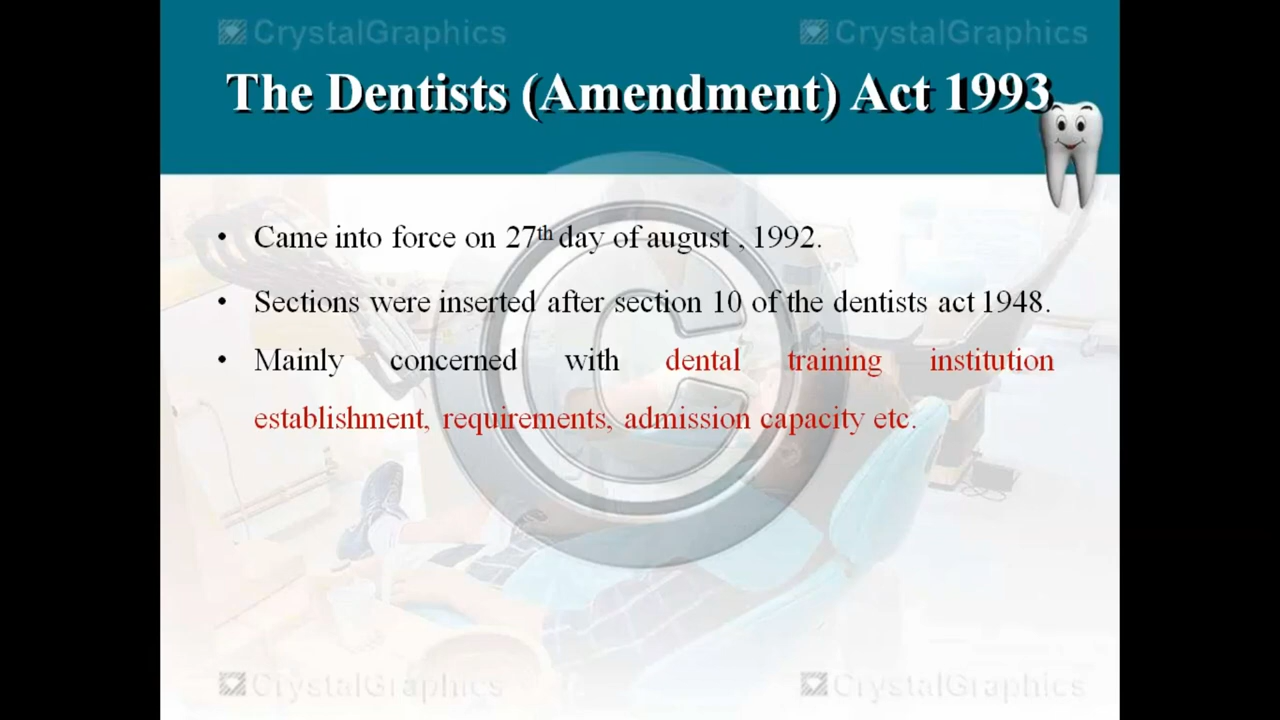 CrystalGraphics CrystalGraphics
The Dentists (Amendment) Act 1993
• Came into force on 27th day of august , 1992.
• Sections were inserted after section 10 of the dentists act 1948.
• Mainly concerned with dental training institution
establishment, requirements, admission capacity etc.
CrystalGraphics CrystalGraphics